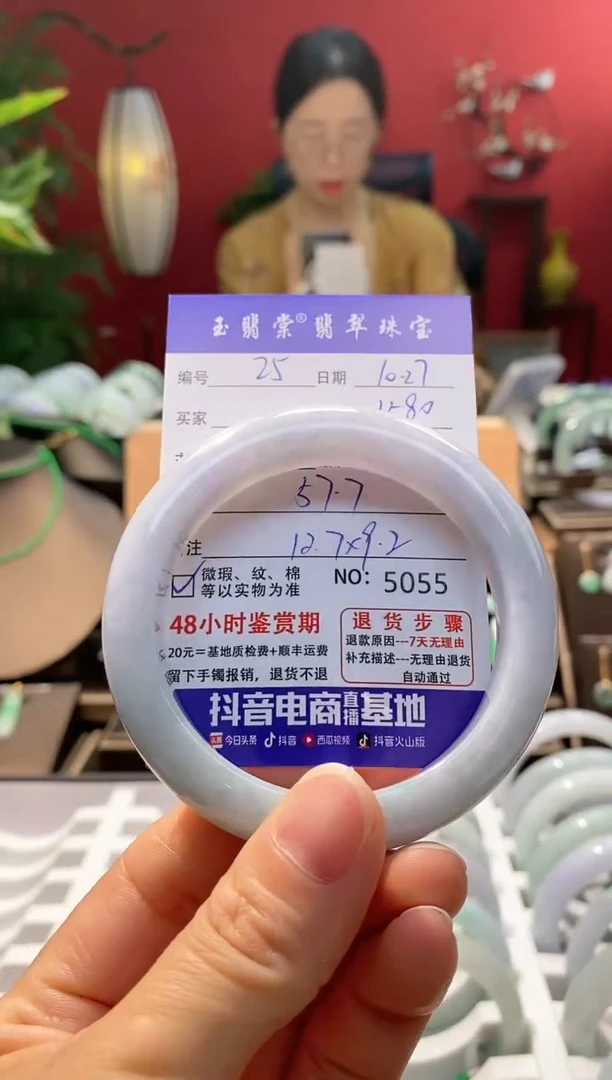 玉翡棠®翡翠珠宝
编号 25 日期 10-27
买家
57.7
注 12.7x9.2
微瑕、纹、棉
等以实物为准
NO: 5055
48小时鉴赏期
20元=基地质检费+顺丰运费
留下手镯报销，退货不退
退货步骤
退款原因---7天无理由
补充描述---无理由退货
自动通过
抖音电商直播基地
头条 今日头条 抖音 西瓜视频 抖音火山版